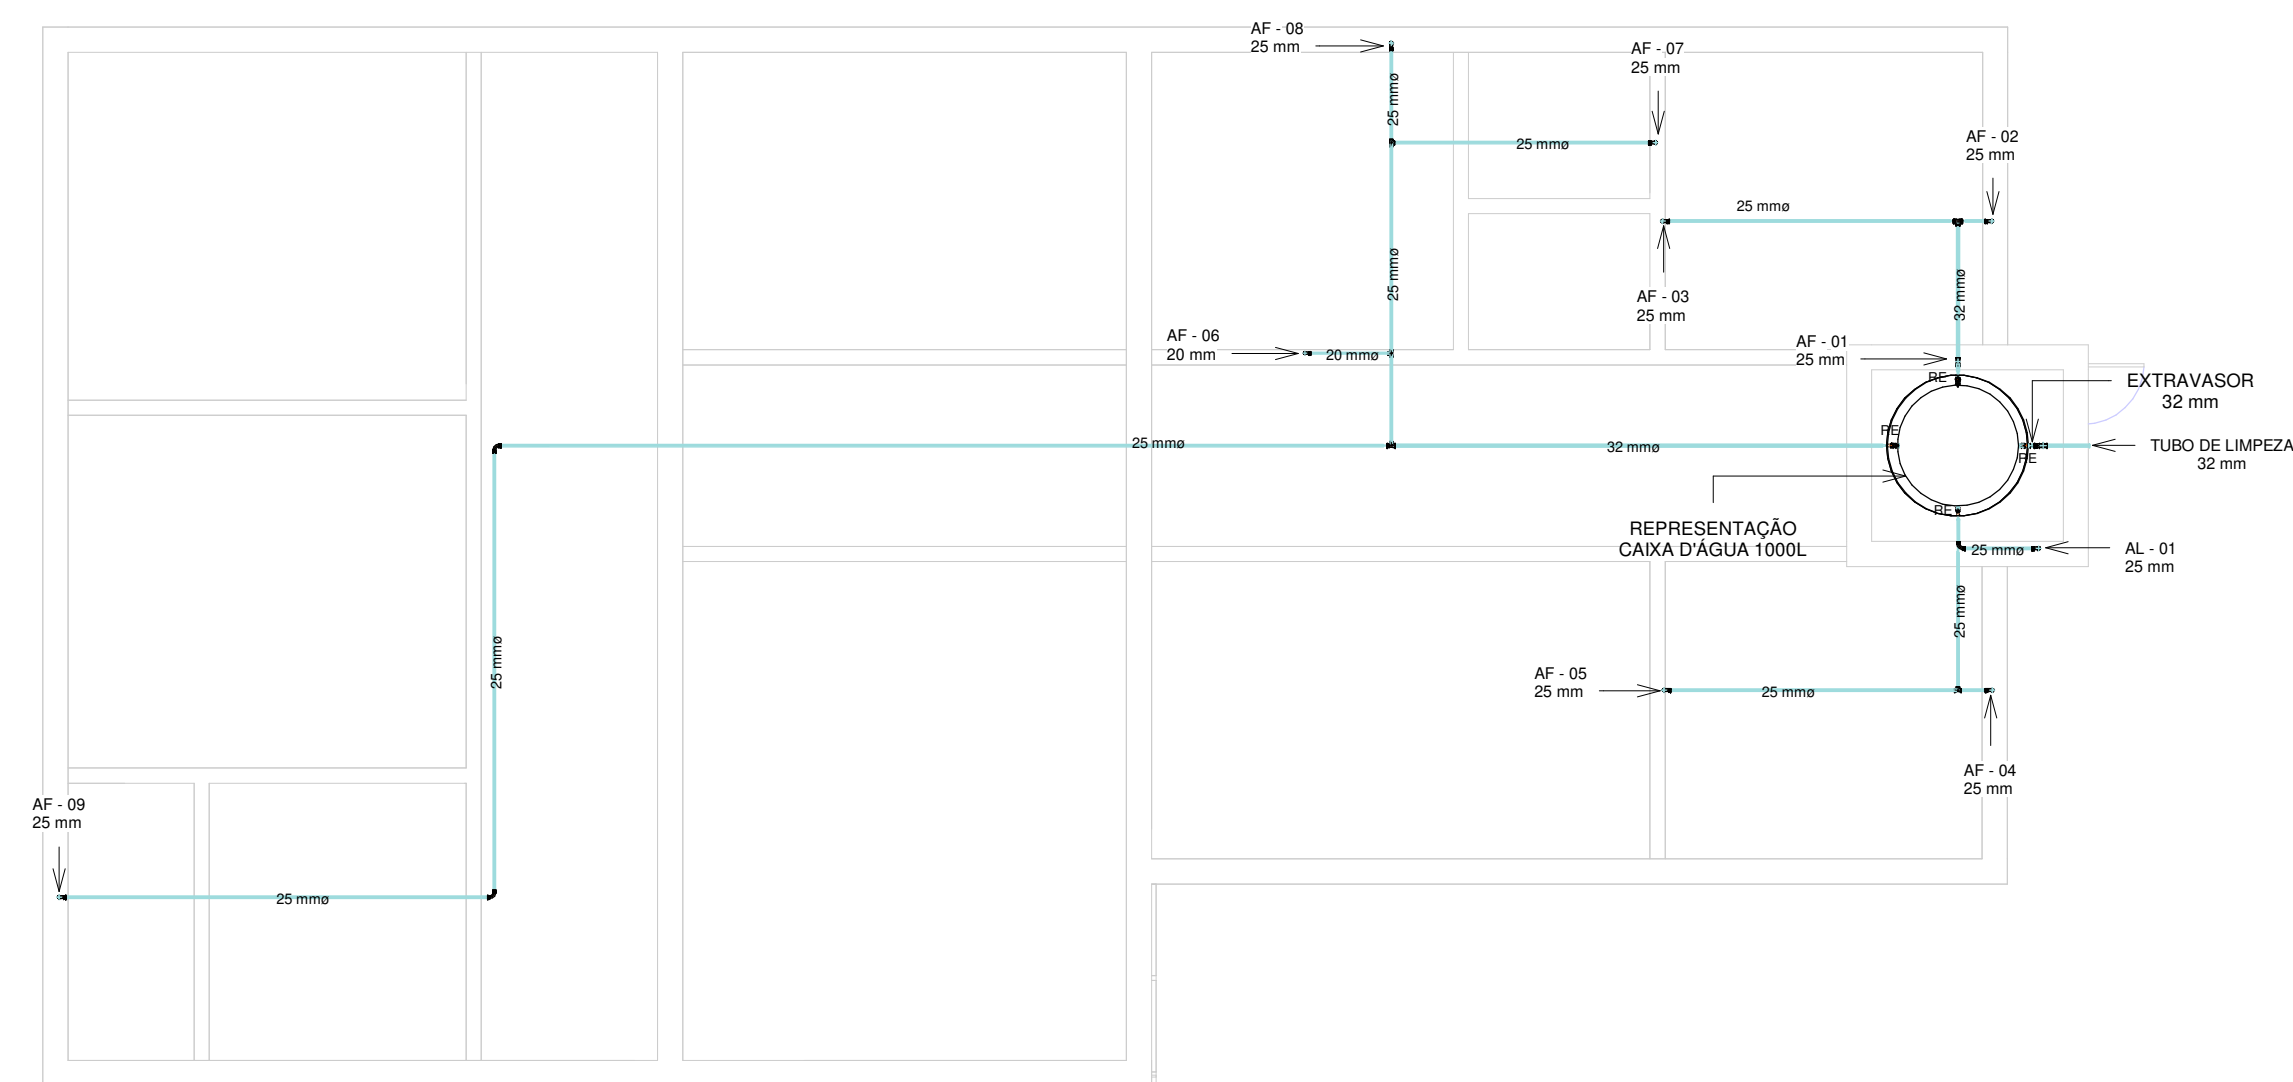 AF - 08
25 mm
AF - 07
25 mm
25 mmø
25 mmø
AF - 02
25 mm
25 mmø
25 mmø
AF - 03
25 mm
32 mmø
AF - 06
20 mm
20 mmø
AF - 01
25 mm
RE
EXTRAVASOR
32 mm
RE
25 mmø
32 mmø
RE
TUBO DE LIMPEZA
32 mm
RE
REPRESENTAÇÃO
CAIXA D'ÁGUA 1000L
25 mmø
AL - 01
25 mm
25 mmø
25 mmø
AF - 05
25 mm
25 mmø
AF - 04
25 mm
AF - 09
25 mm
25 mmø